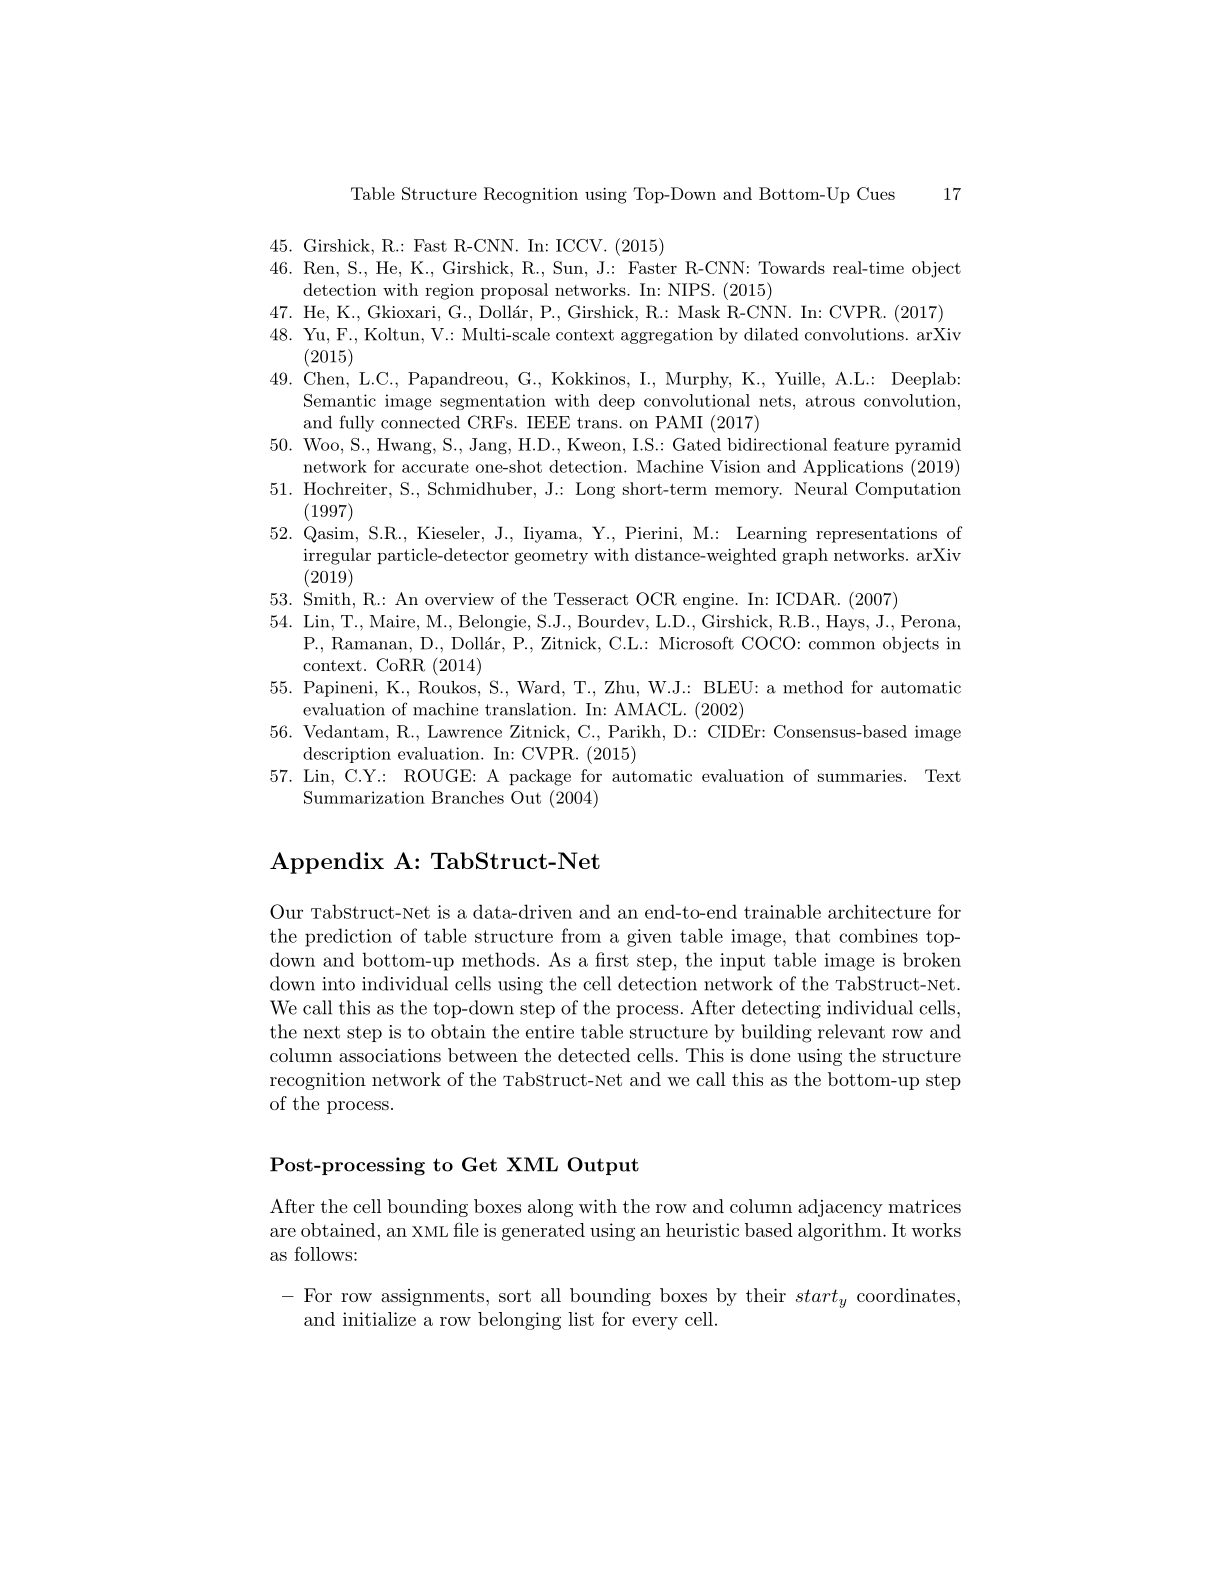 Table Structure Recognition using Top-Down and Bottom-Up Cues 17
45. Girshick, R.: Fast R-CNN. In: ICCV. (2015)
46. Ren, S., He, K., Girshick, R., Sun, J.: Faster R-CNN: Towards real-time object
detection with region proposal networks. In: NIPS. (2015)
47. He, K., Gkioxari, G., Dollár, P., Girshick, R.: Mask R-CNN. In: CVPR. (2017)
48. Yu, F., Koltun, V.: Multi-scale context aggregation by dilated convolutions. arXiv
(2015)
49. Chen, L.C., Papandreou, G., Kokkinos, I., Murphy, K., Yuille, A.L.: Deeplab:
Semantic image segmentation with deep convolutional nets, atrous convolution,
and fully connected CRFs. IEEE trans. on PAMI (2017)
50. Woo, S., Hwang, S., Jang, H.D., Kweon, I.S.: Gated bidirectional feature pyramid
network for accurate one-shot detection. Machine Vision and Applications (2019)
51. Hochreiter, S., Schmidhuber, J.: Long short-term memory. Neural Computation
(1997)
52. Qasim, S.R., Kieseler, J., Iiyama, Y., Pierini, M.: Learning representations of
irregular particle-detector geometry with distance-weighted graph networks. arXiv
(2019)
53. Smith, R.: An overview of the Tesseract OCR engine. In: ICDAR. (2007)
54. Lin, T., Maire, M., Belongie, S.J., Bourdev, L.D., Girshick, R.B., Hays, J., Perona,
P., Ramanan, D., Dollár, P., Zitnick, C.L.: Microsoft COCO: common objects in
context. CoRR (2014)
55. Papineni, K., Roukos, S., Ward, T., Zhu, W.J.: BLEU: a method for automatic
evaluation of machine translation. In: AMACL. (2002)
56. Vedantam, R., Lawrence Zitnick, C., Parikh, D.: CIDEr: Consensus-based image
description evaluation. In: CVPR. (2015)
57. Lin, C.Y.: ROUGE: A package for automatic evaluation of summaries. Text
Summarization Branches Out (2004)
Appendix A: TabStruct-Net
Our TabStruct-Net is a data-driven and an end-to-end trainable architecture for
the prediction of table structure from a given table image, that combines top-
down and bottom-up methods. As a first step, the input table image is broken
down into individual cells using the cell detection network of the TabStruct-Net.
We call this as the top-down step of the process. After detecting individual cells,
the next step is to obtain the entire table structure by building relevant row and
column associations between the detected cells. This is done using the structure
recognition network of the TabStruct-Net and we call this as the bottom-up step
of the process.
Post-processing to Get XML Output
After the cell bounding boxes along with the row and column adjacency matrices
are obtained, an XML file is generated using an heuristic based algorithm. It works
as follows:
– For row assignments, sort all bounding boxes by their start_y coordinates,
and initialize a row belonging list for every cell.